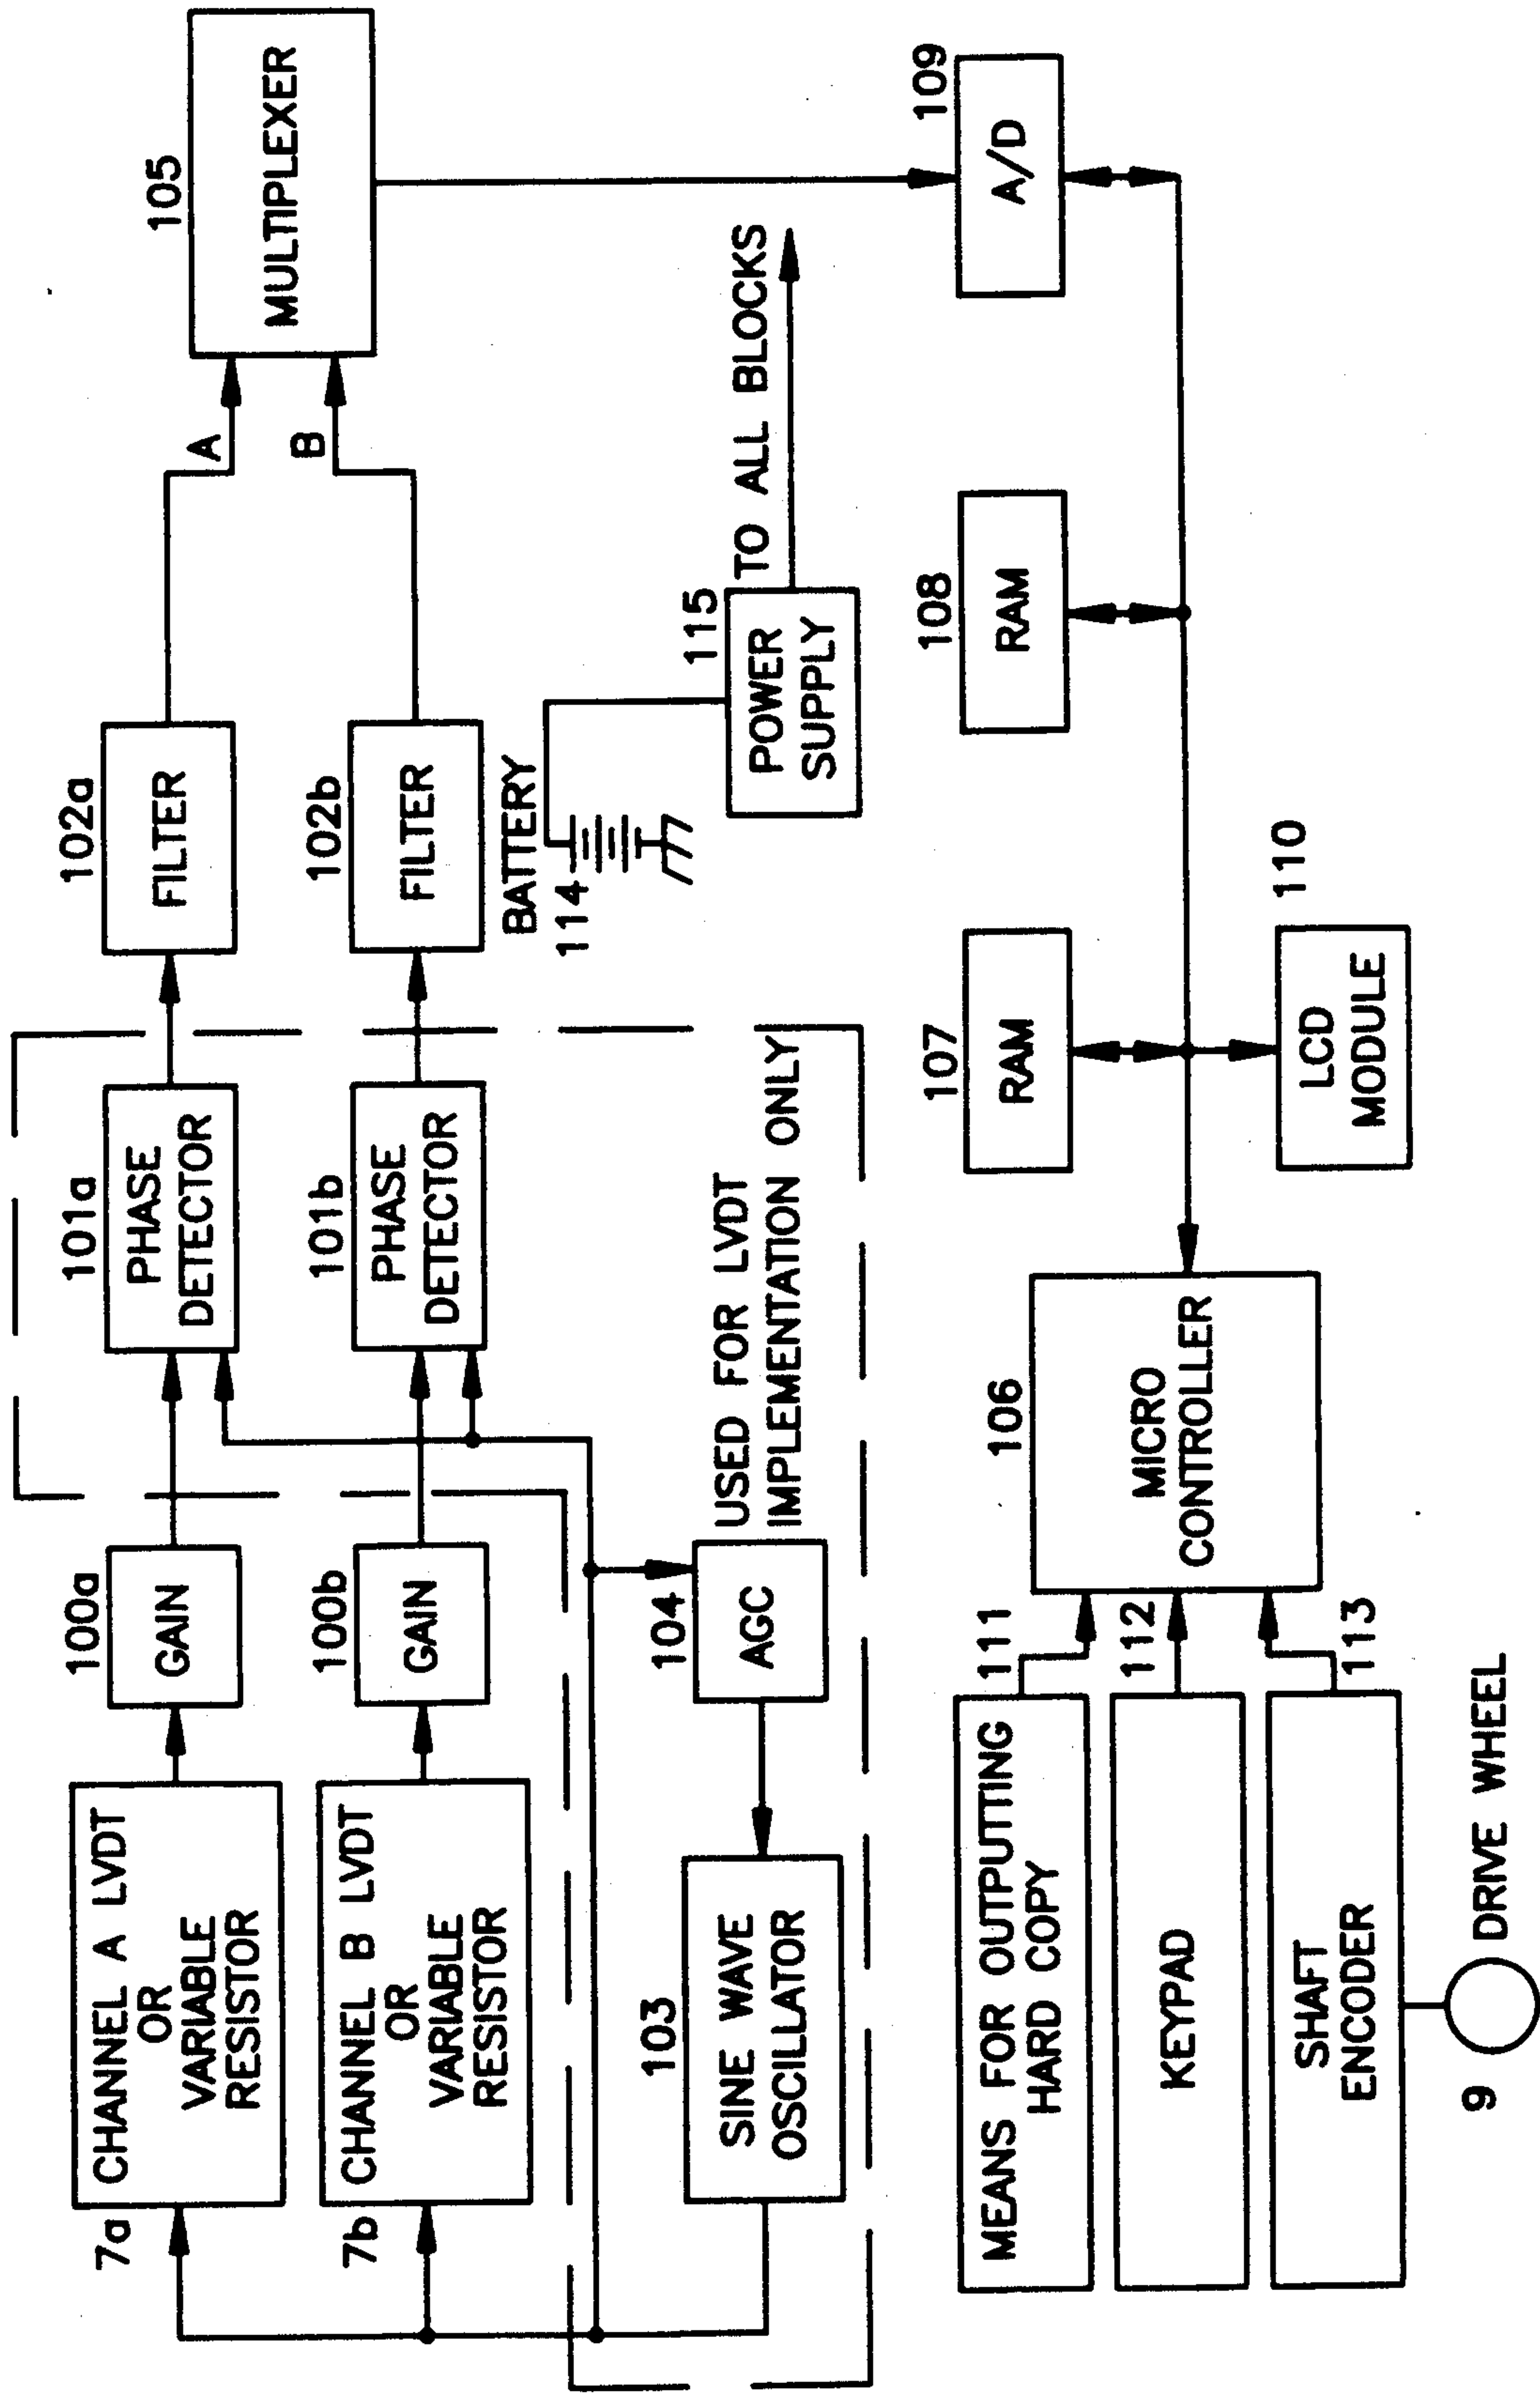 7a
CHANNEL A LVDT
OR
VARIABLE
RESISTOR
100a
GAIN
101a
PHASE
DETECTOR
102a
FILTER
A
105
MULTIPLEXER
7b
CHANNEL B LVDT
OR
VARIABLE
RESISTOR
100b
GAIN
101b
PHASE
DETECTOR
102b
FILTER
B
103
SINE WAVE
OSCILLATOR
104
AGC
USED FOR LVDT
IMPLEMENTATION ONLY
BATTERY
114
115
POWER
SUPPLY
TO ALL BLOCKS
MEANS FOR OUTPUTTING
HARD COPY
111
KEYPAD
112
SHAFT
ENCODER
113
9
DRIVE WHEEL
106
MICRO
CONTROLLER
107
RAM
108
RAM
109
A/D
110
LCD
MODULE